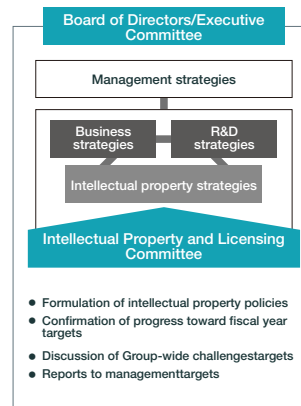 Board of Directors/Executive
Committee
Management strategies
Business
strategies
R&D
strategies
Intellectual property strategies
Intellectual Property and Licensing
Committee
● Formulation of intellectual property policies
● Confirmation of progress toward fiscal year
targets
● Discussion of Group-wide challengestargets
● Reports to managementtargets